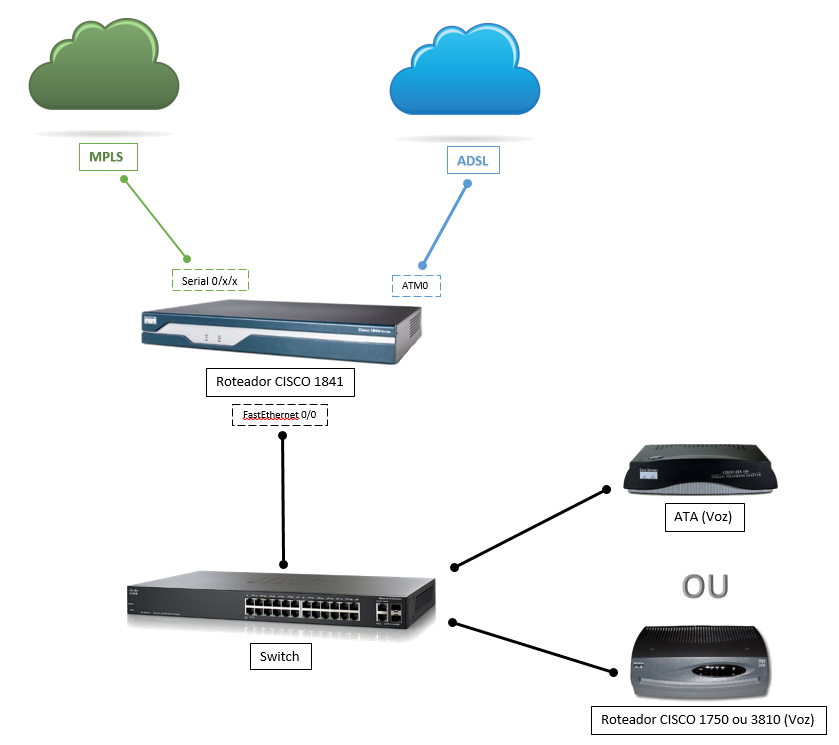 MPLS
ADSL
Serial 0/x/x
ATM0
Roteador CISCO 1841
FastEthernet 0/0
ATA (Voz)
OU
Switch
Roteador CISCO 1750 ou 3810 (Voz)